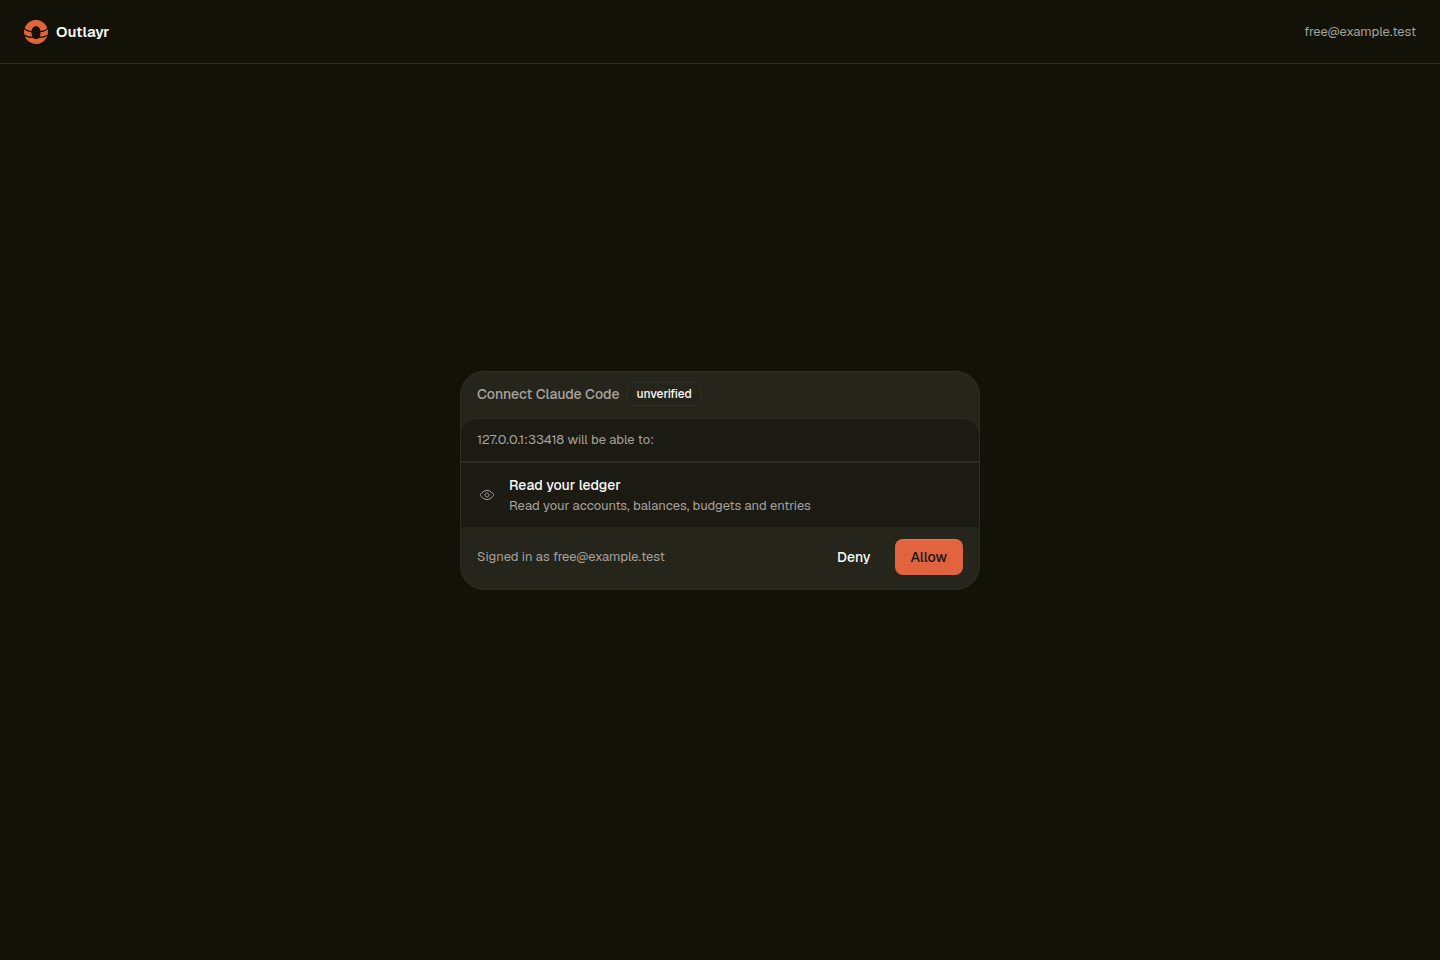 Outlayr
free@example.test
Connect Claude Code unverified
127.0.0.1:33418 will be able to:
Read your ledger
Read your accounts, balances, budgets and entries
Signed in as free@example.test
Deny
Allow